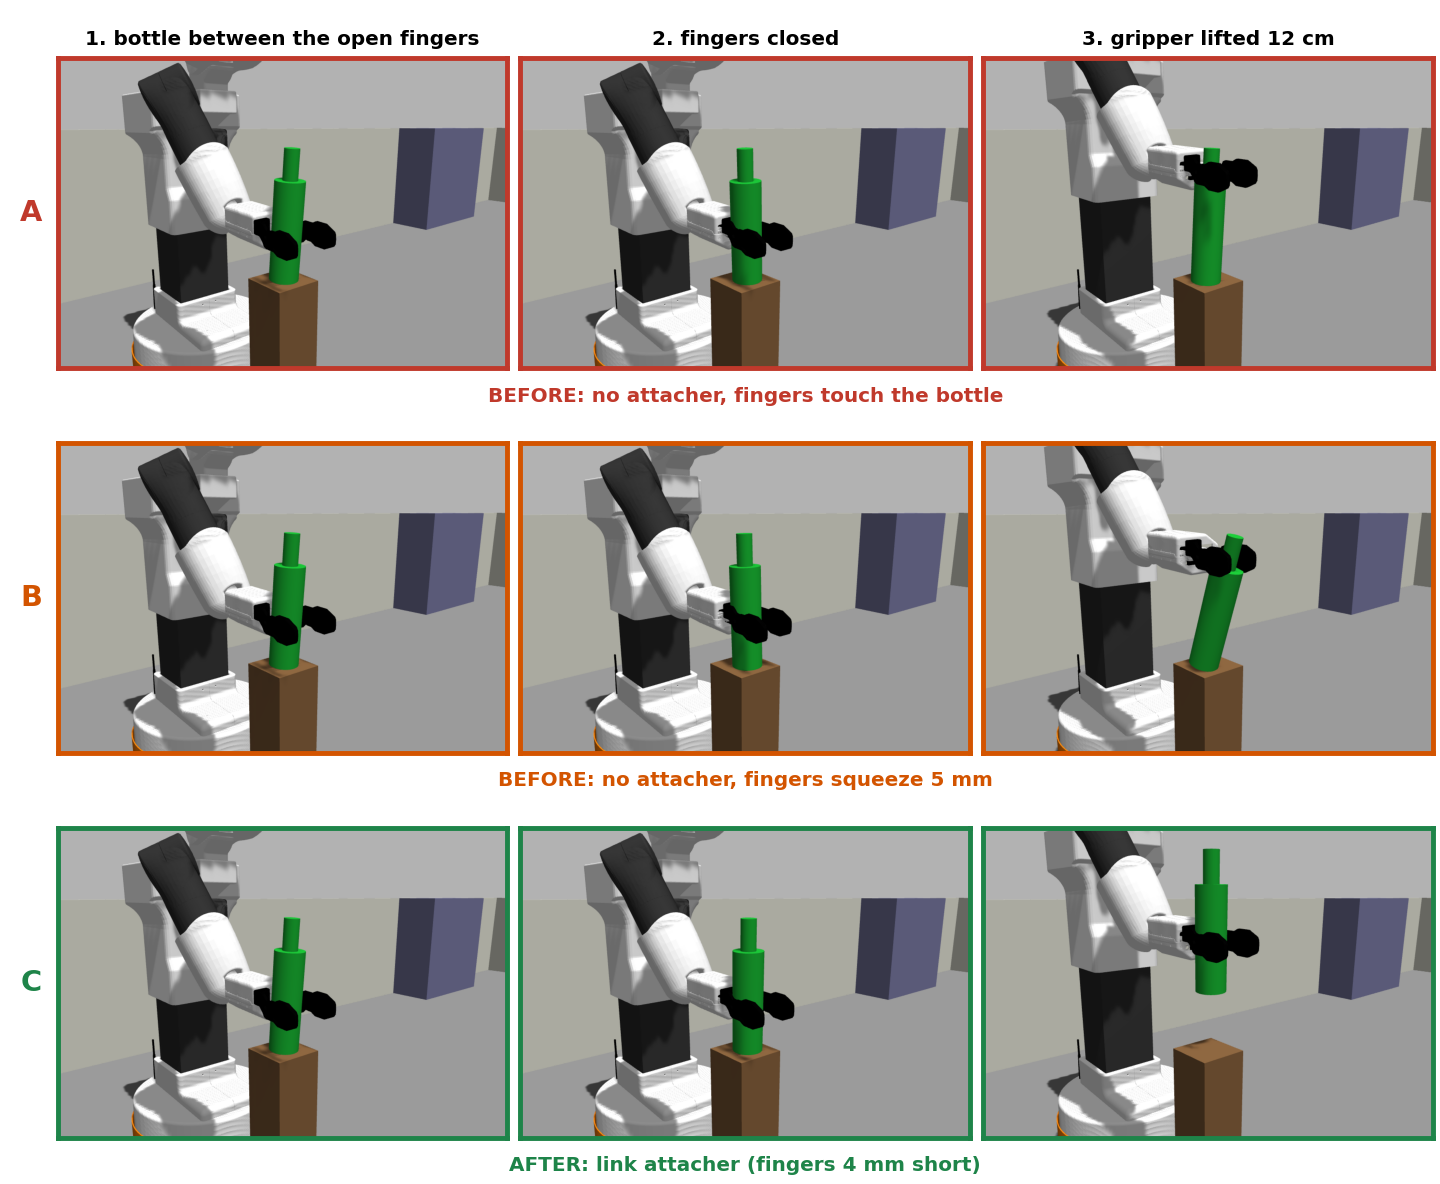 1. bottle between the open fingers
2. fingers closed
3. gripper lifted 12 cm
A
BEFORE: no attacher, fingers touch the bottle
B
BEFORE: no attacher, fingers squeeze 5 mm
C
AFTER: link attacher (fingers 4 mm short)